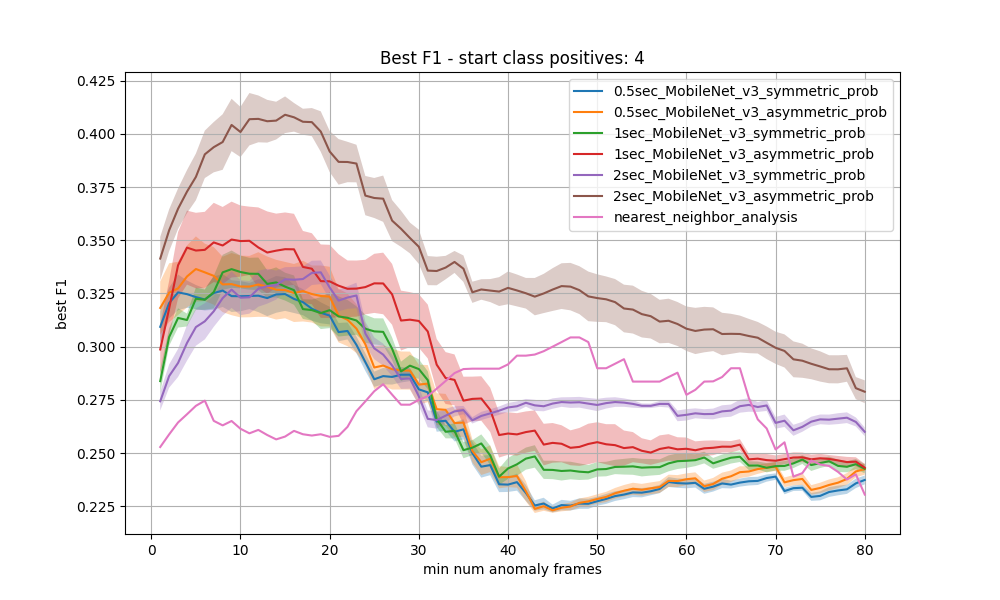 Best F1 - start class positives: 4
0.425
0.400
0.375
0.350
0.325
0.300
0.275
0.250
0.225
best F1
0.5sec_MobileNet_v3_symmetric_prob
0.5sec_MobileNet_v3_asymmetric_prob
1sec_MobileNet_v3_symmetric_prob
1sec_MobileNet_v3_asymmetric_prob
2sec_MobileNet_v3_symmetric_prob
2sec_MobileNet_v3_asymmetric_prob
nearest_neighbor_analysis
0 10 20 30 40 50 60 70 80
min num anomaly frames